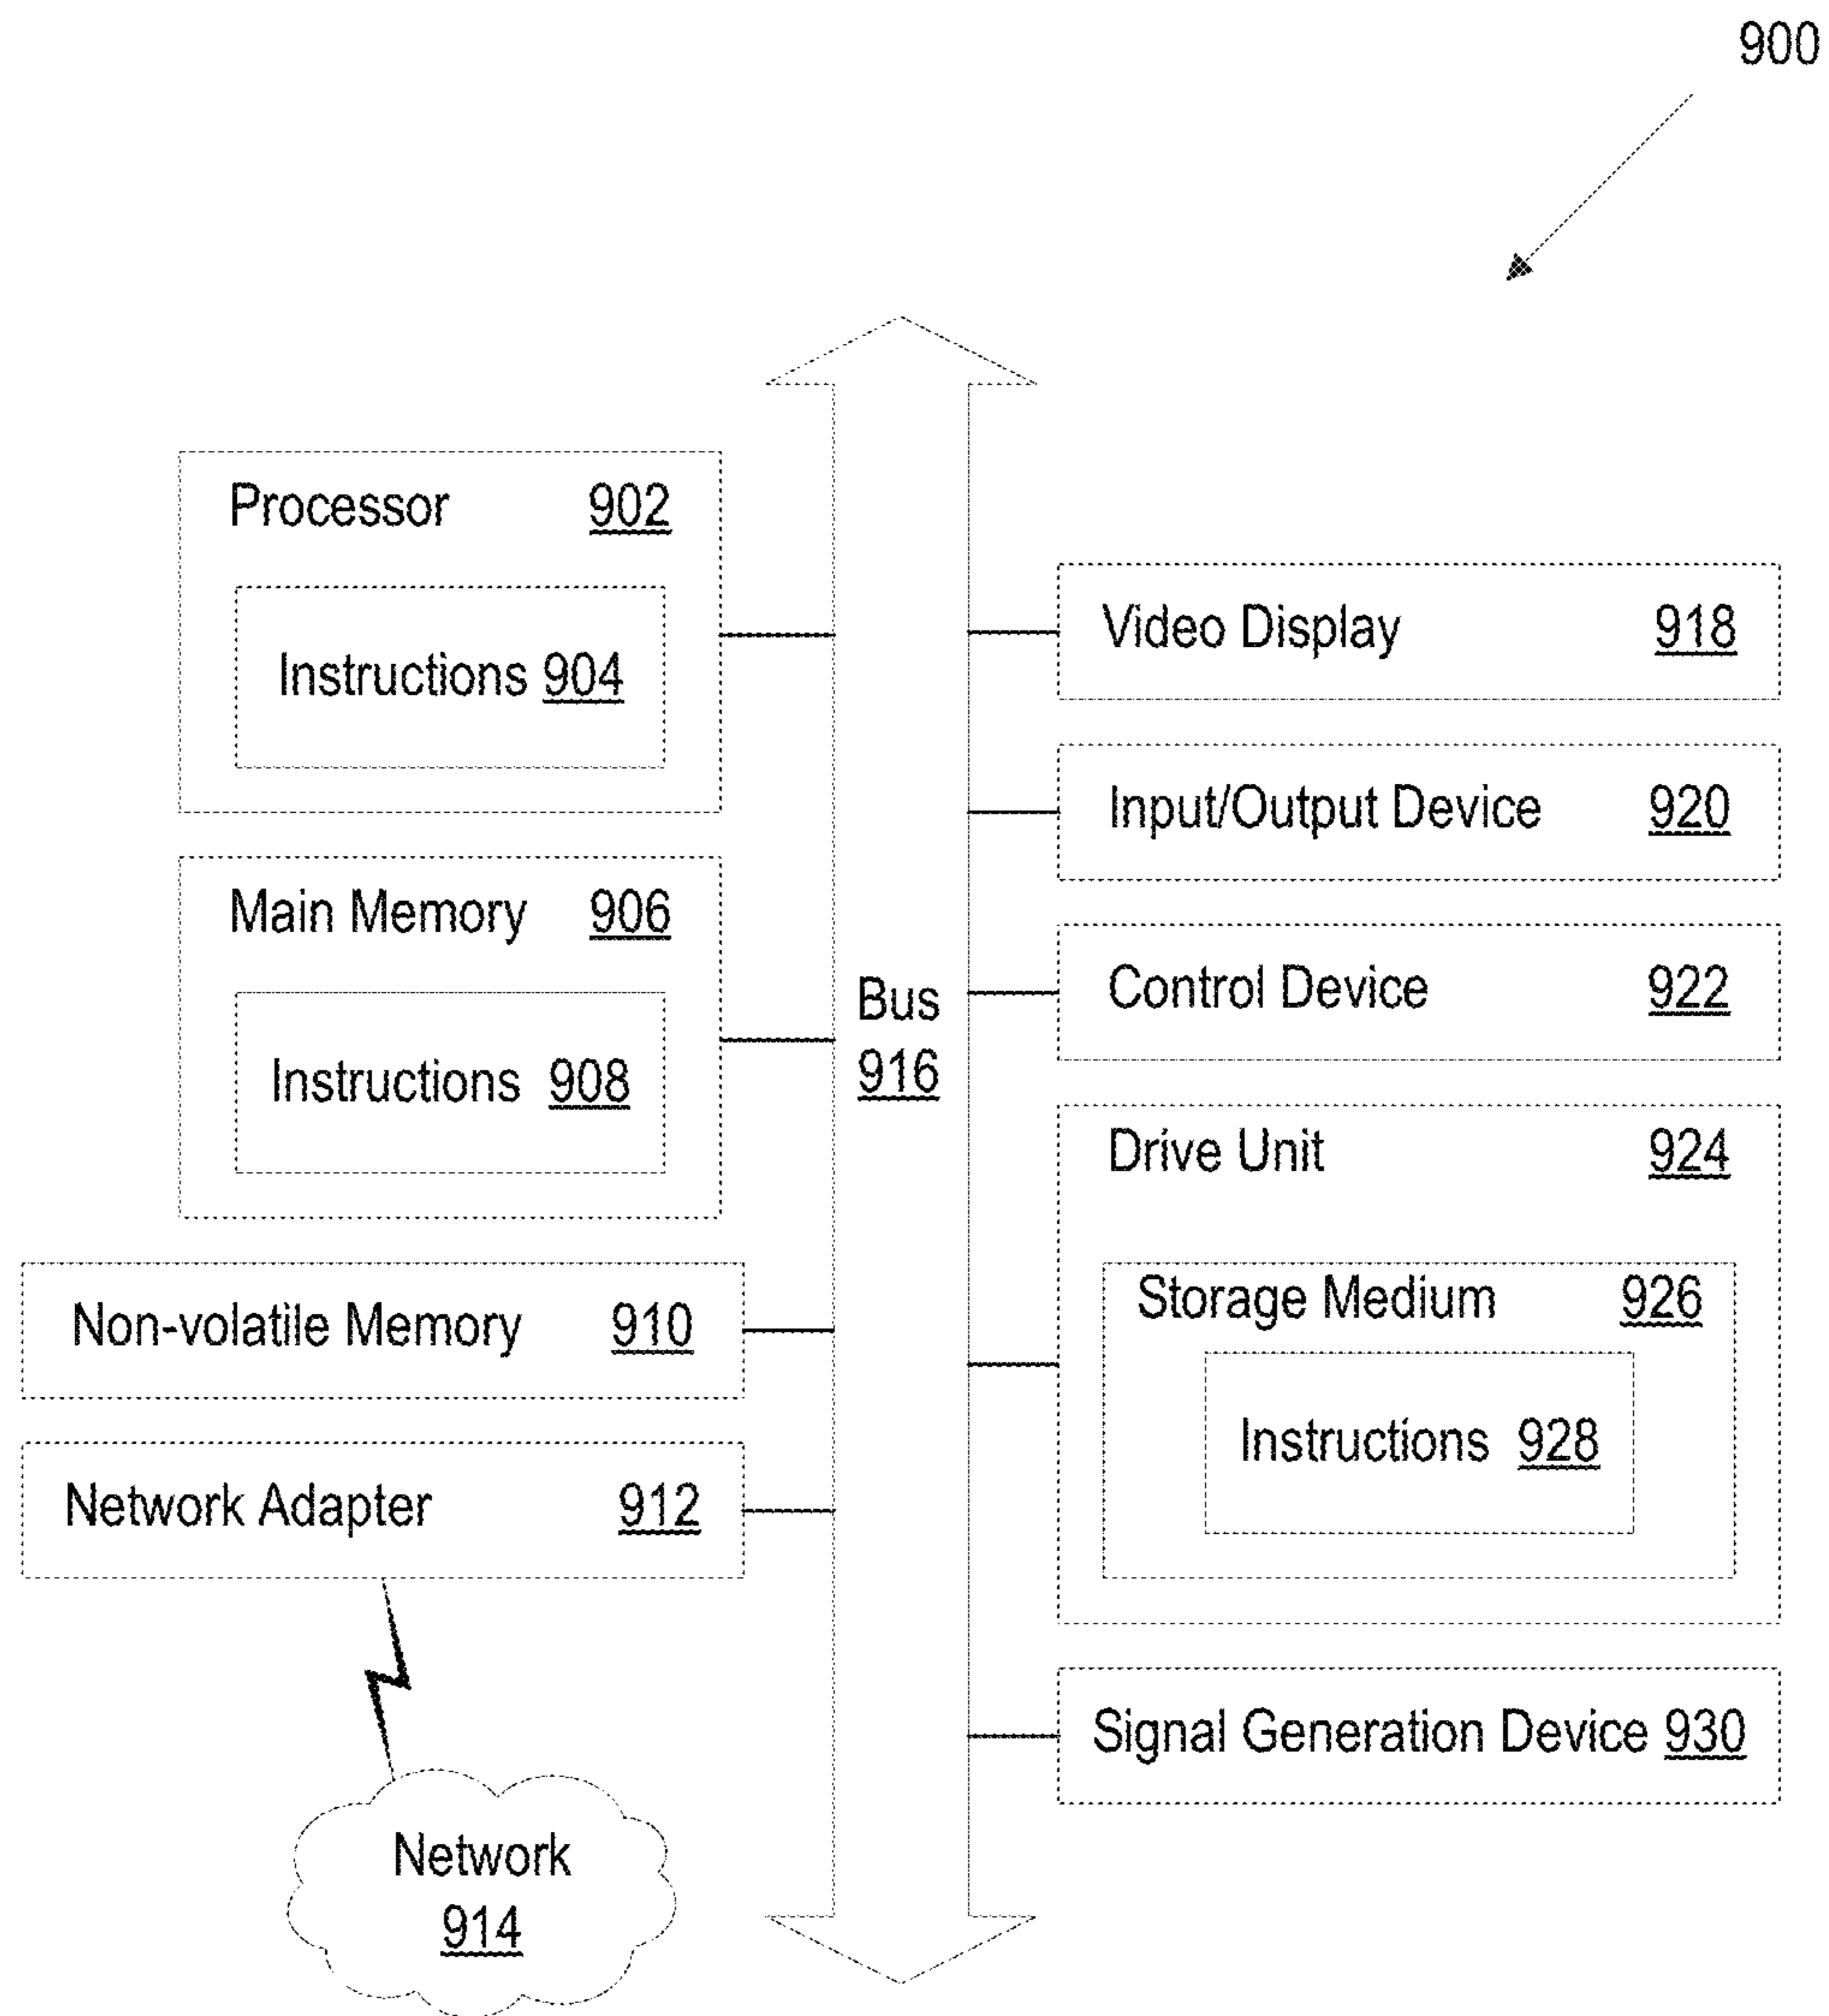 900
Processor 902
Instructions 904
Main Memory 906
Instructions 908
Non-volatile Memory 910
Network Adapter 912
Network
914
Bus
916
Video Display 918
Input/Output Device 920
Control Device 922
Drive Unit 924
Storage Medium 926
Instructions 928
Signal Generation Device 930